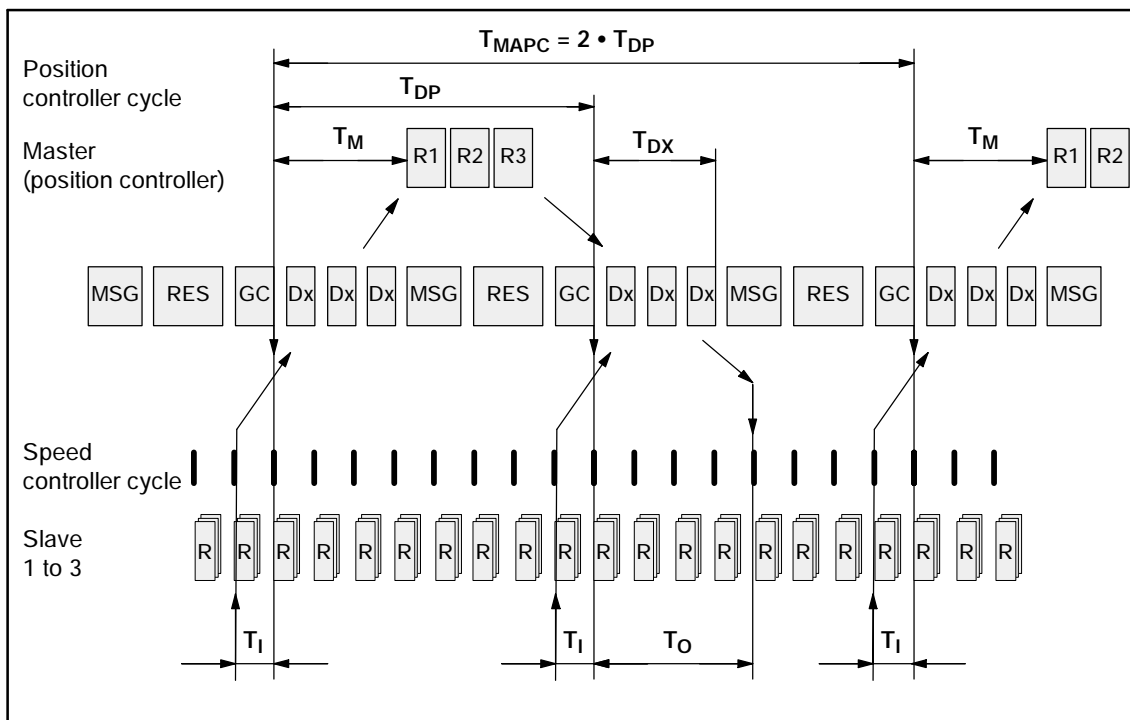 T_MAPC = 2 • T_DP
Position
controller cycle
T_DP
T_M T_DX T_M
Master
(position controller)
R1 R2 R3 R1 R2
MSG RES GC Dx Dx Dx MSG RES GC Dx Dx Dx MSG RES GC Dx Dx Dx MSG
Speed
controller cycle
Slave
1 to 3
R R R R R R R R R R R R R R R R R R R R R
T_I T_I T_O T_I